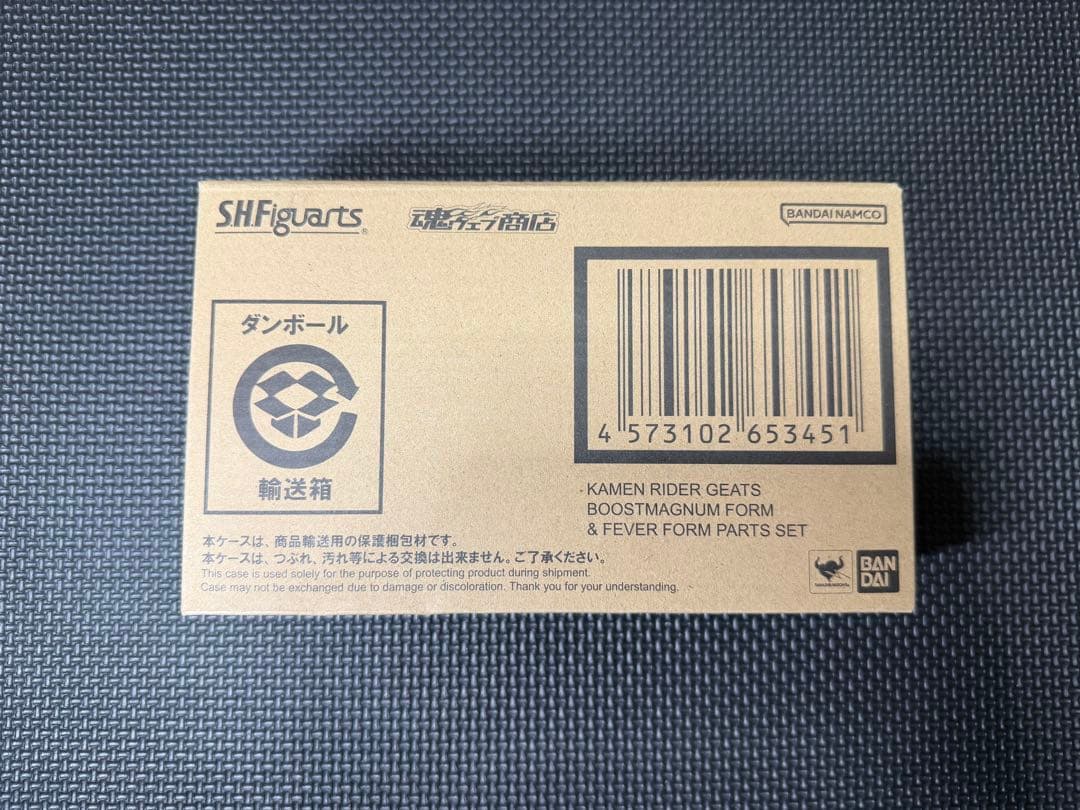 S.H.Figuarts®
魂ウェブ商店
BANDAI NAMCO
ダンボール
輸送箱
4 573102 653451
KAMEN RIDER GEATS
BOOSTMAGNUM FORM
& FEVER FORM PARTS SET
本ケースは、商品輸送用の保護梱包材です。
本ケースは、つぶれ、汚れ等による交換は出来ません。ご了承ください。
This case is used solely for the purpose of protecting product during shipment.
Case may not be exchanged due to damage or discoloration. Thank you for your understanding.
BAN
DAI